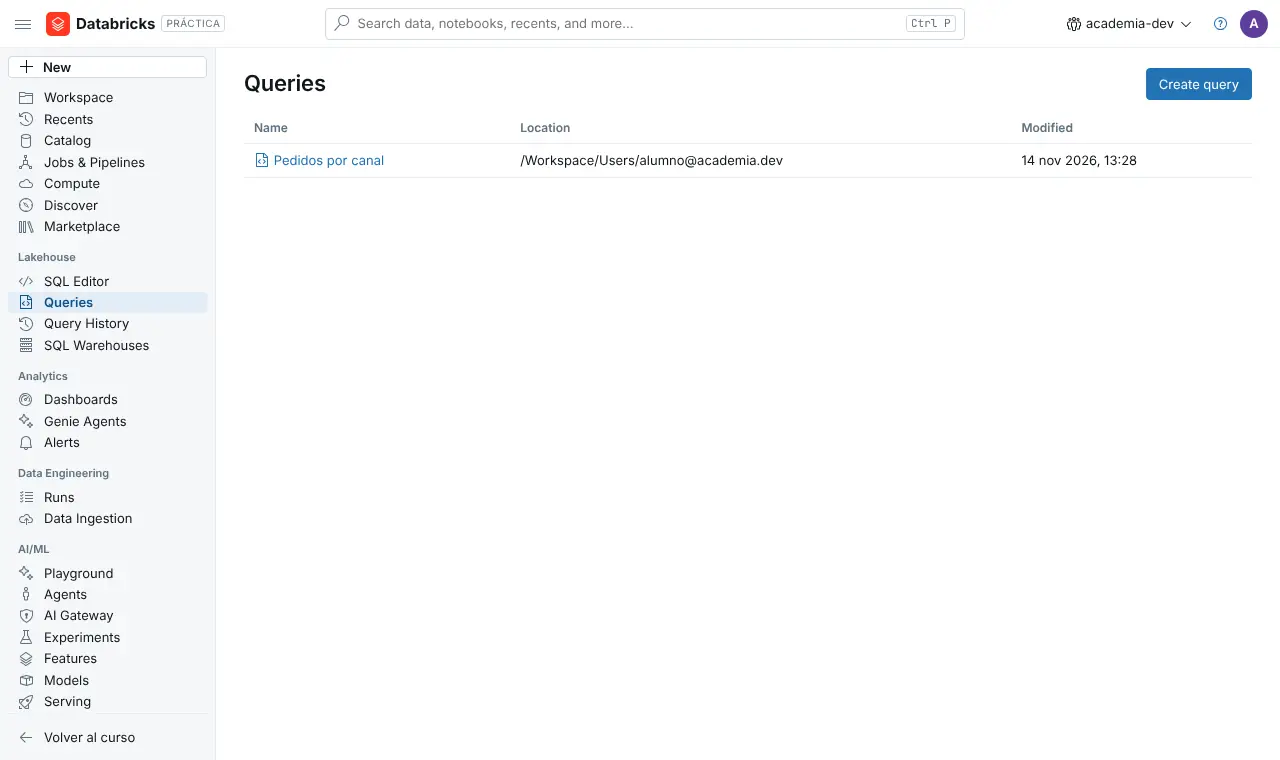 Databricks PRÁCTICA
Search data, notebooks, recents, and more... Ctrl P
academia-dev ? A
New
Workspace
Recents
Catalog
Jobs & Pipelines
Compute
Discover
Marketplace
Lakehouse
SQL Editor
Queries
Query History
SQL Warehouses
Analytics
Dashboards
Genie Agents
Alerts
Data Engineering
Runs
Data Ingestion
AI/ML
Playground
Agents
AI Gateway
Experiments
Features
Models
Serving
Volver al curso
Queries
Create query
Name Location Modified
Pedidos por canal /Workspace/Users/alumno@academia.dev 14 nov 2026, 13:28